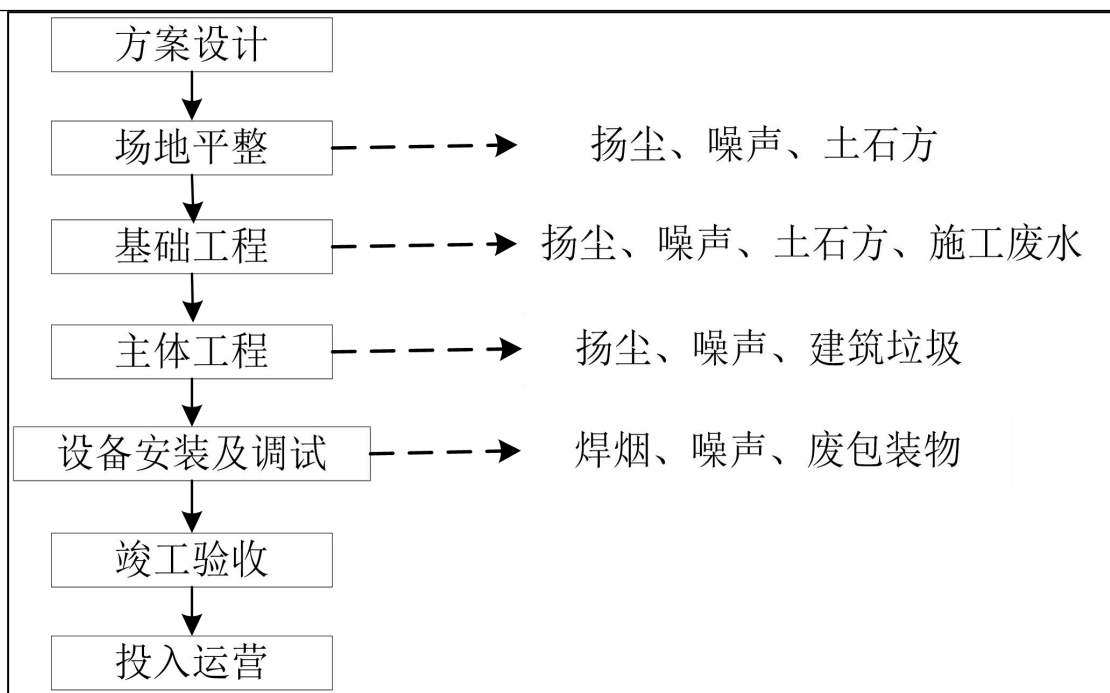 方案设计
场地平整
扬尘、噪声、土石方
基础工程
扬尘、噪声、土石方、施工废水
主体工程
扬尘、噪声、建筑垃圾
设备安装及调试
焊烟、噪声、废包装物
竣工验收
投入运营